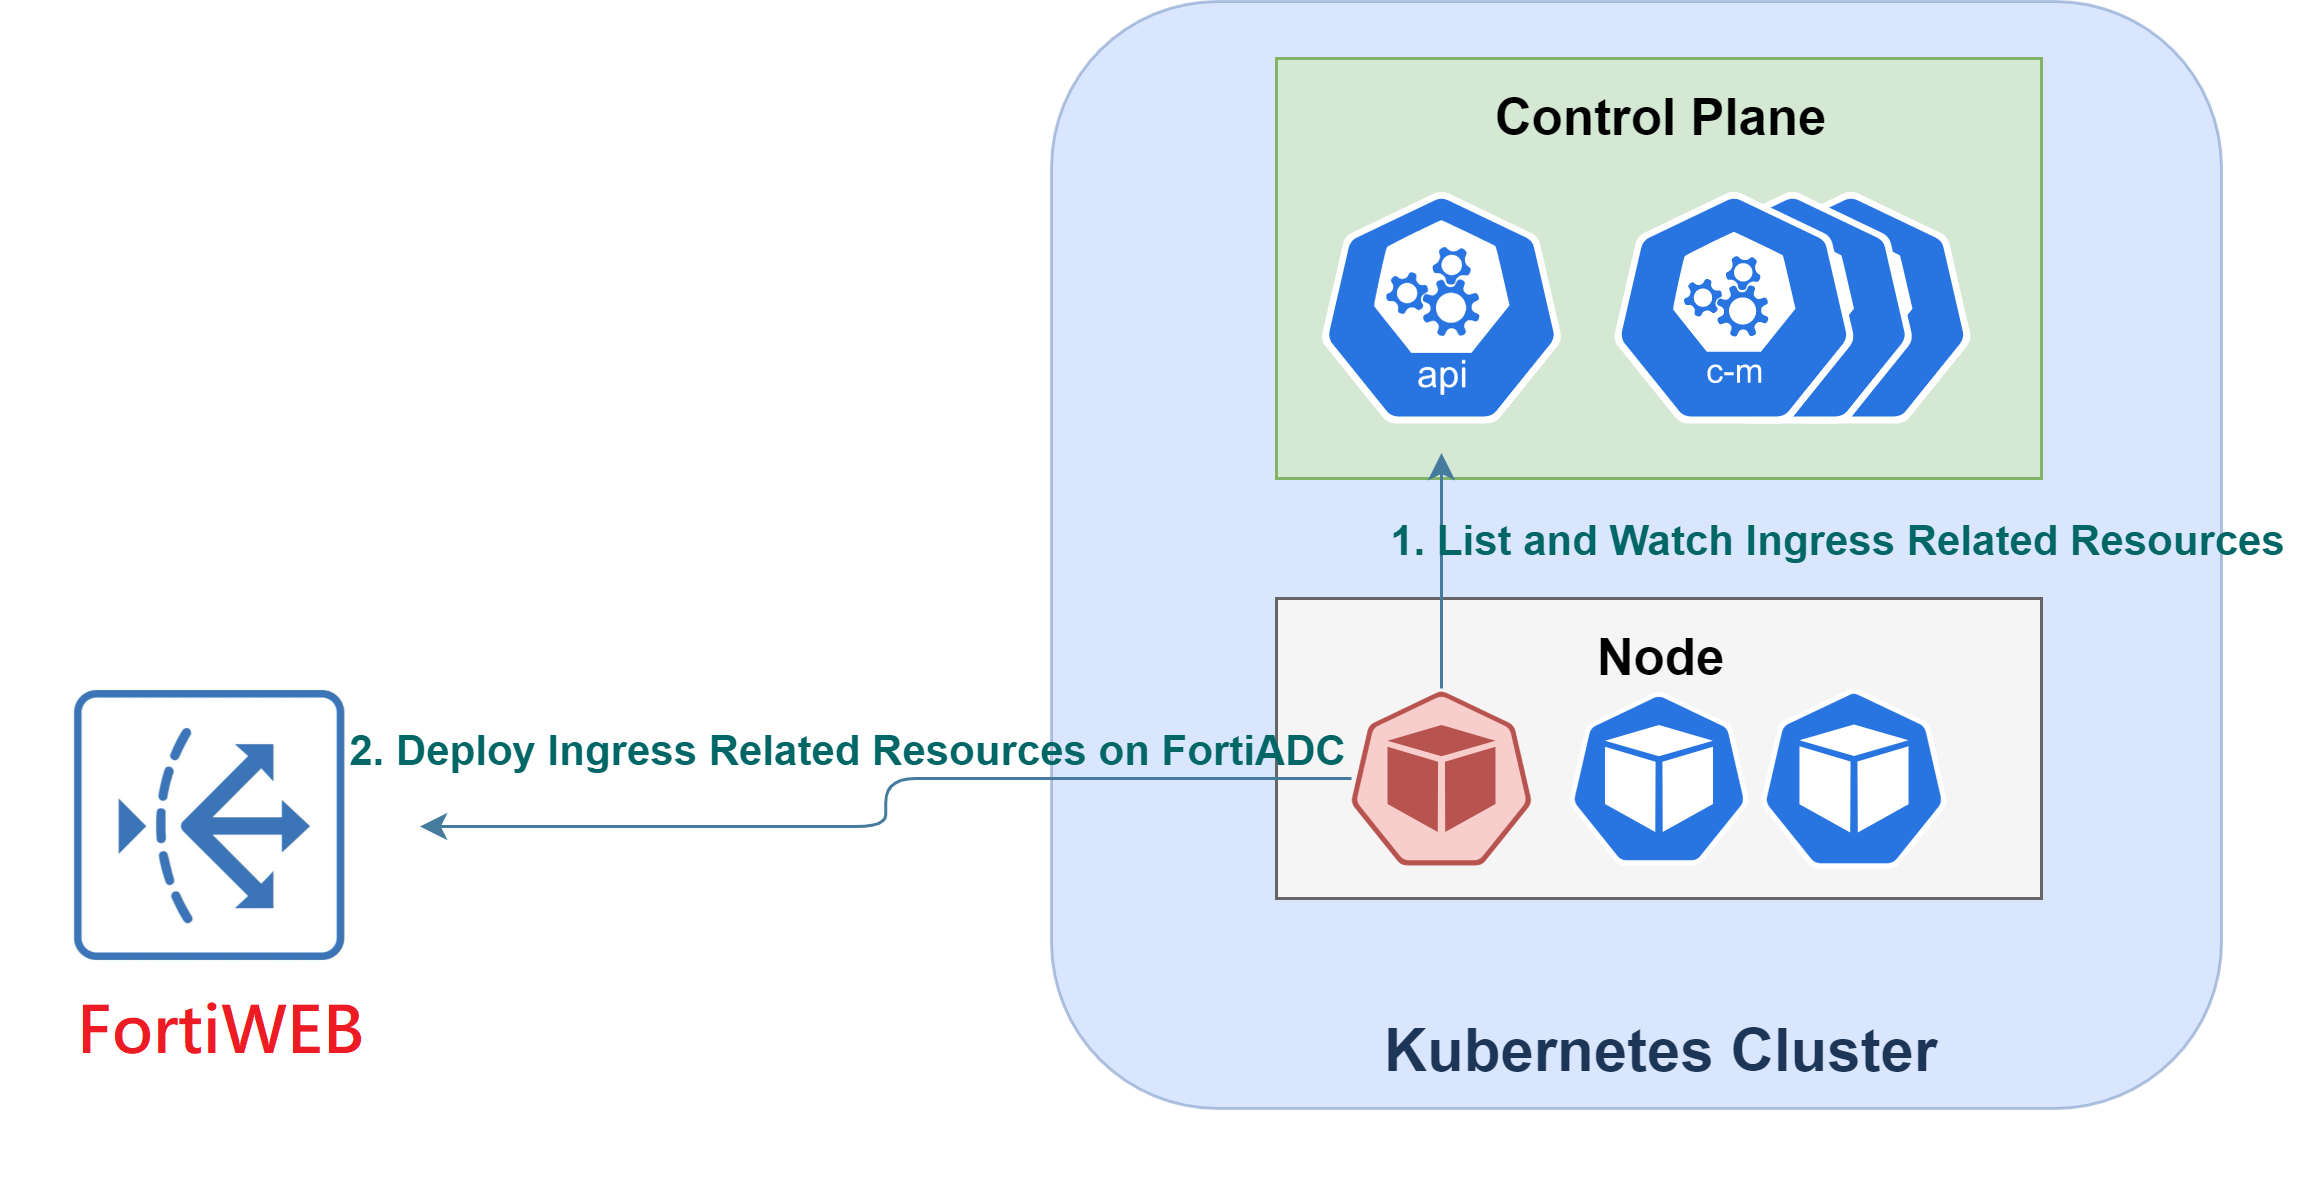 Control Plane
api
c-m
1. List and Watch Ingress Related Resources
Node
2. Deploy Ingress Related Resources on FortiADC
FortiWEB
Kubernetes Cluster